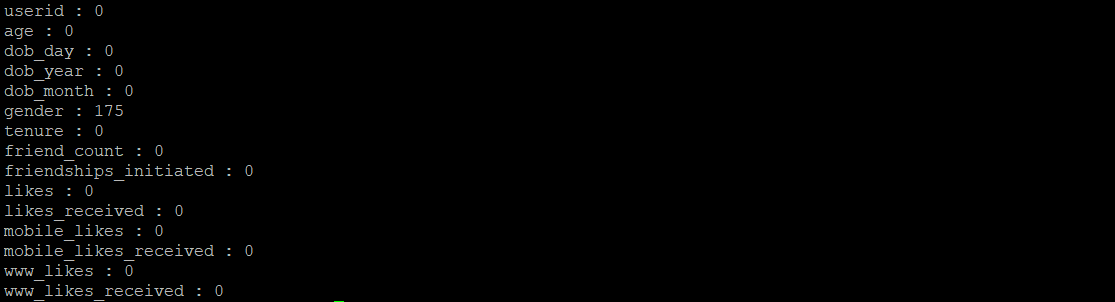 userid : 0
age : 0
dob_day : 0
dob_year : 0
dob_month : 0
gender : 175
tenure : 0
friend_count : 0
friendships_initiated : 0
likes : 0
likes_received : 0
mobile_likes : 0
mobile_likes_received : 0
www_likes : 0
www_likes_received : 0